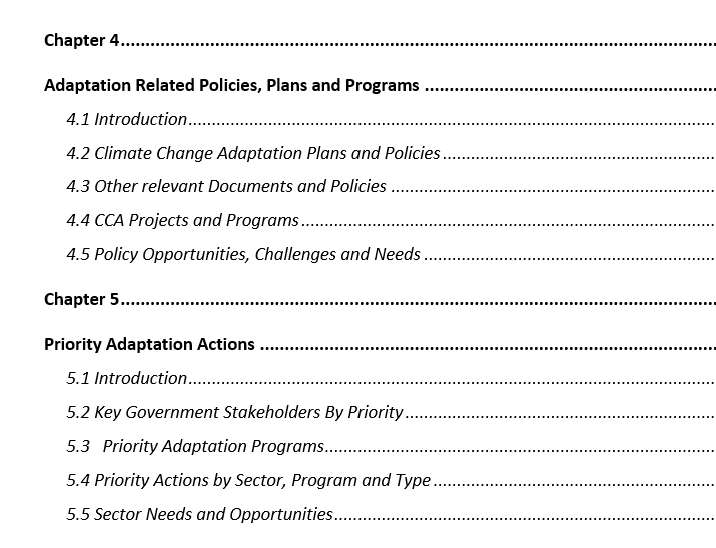 Chapter 4..............................................................................................................
Adaptation Related Policies, Plans and Programs ................................................
4.1 Introduction.....................................................................................................
4.2 Climate Change Adaptation Plans and Policies...................................................
4.3 Other relevant Documents and Policies .............................................................
4.4 CCA Projects and Programs...............................................................................
4.5 Policy Opportunities, Challenges and Needs ......................................................
Chapter 5..............................................................................................................
Priority Adaptation Actions .................................................................................
5.1 Introduction.....................................................................................................
5.2 Key Government Stakeholders By Priority..........................................................
5.3 Priority Adaptation Programs...........................................................................
5.4 Priority Actions by Sector, Program and Type.....................................................
5.5 Sector Needs and Opportunities.........................................................................